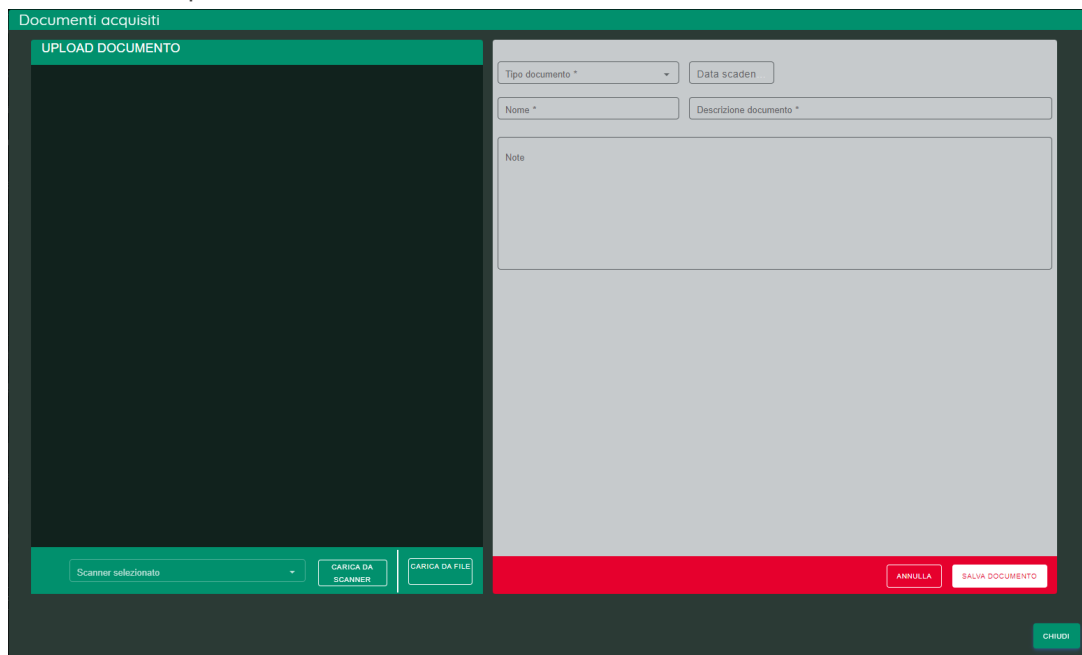 Documenti acquisiti
UPLOAD DOCUMENTO
Tipo documento *
Data scaden
Nome *
Descrizione documento *
Note
Scanner selezionato
CARICA DA
SCANNER
CARICA DA FILE
ANNULLA
SALVA DOCUMENTO
CHIUDI